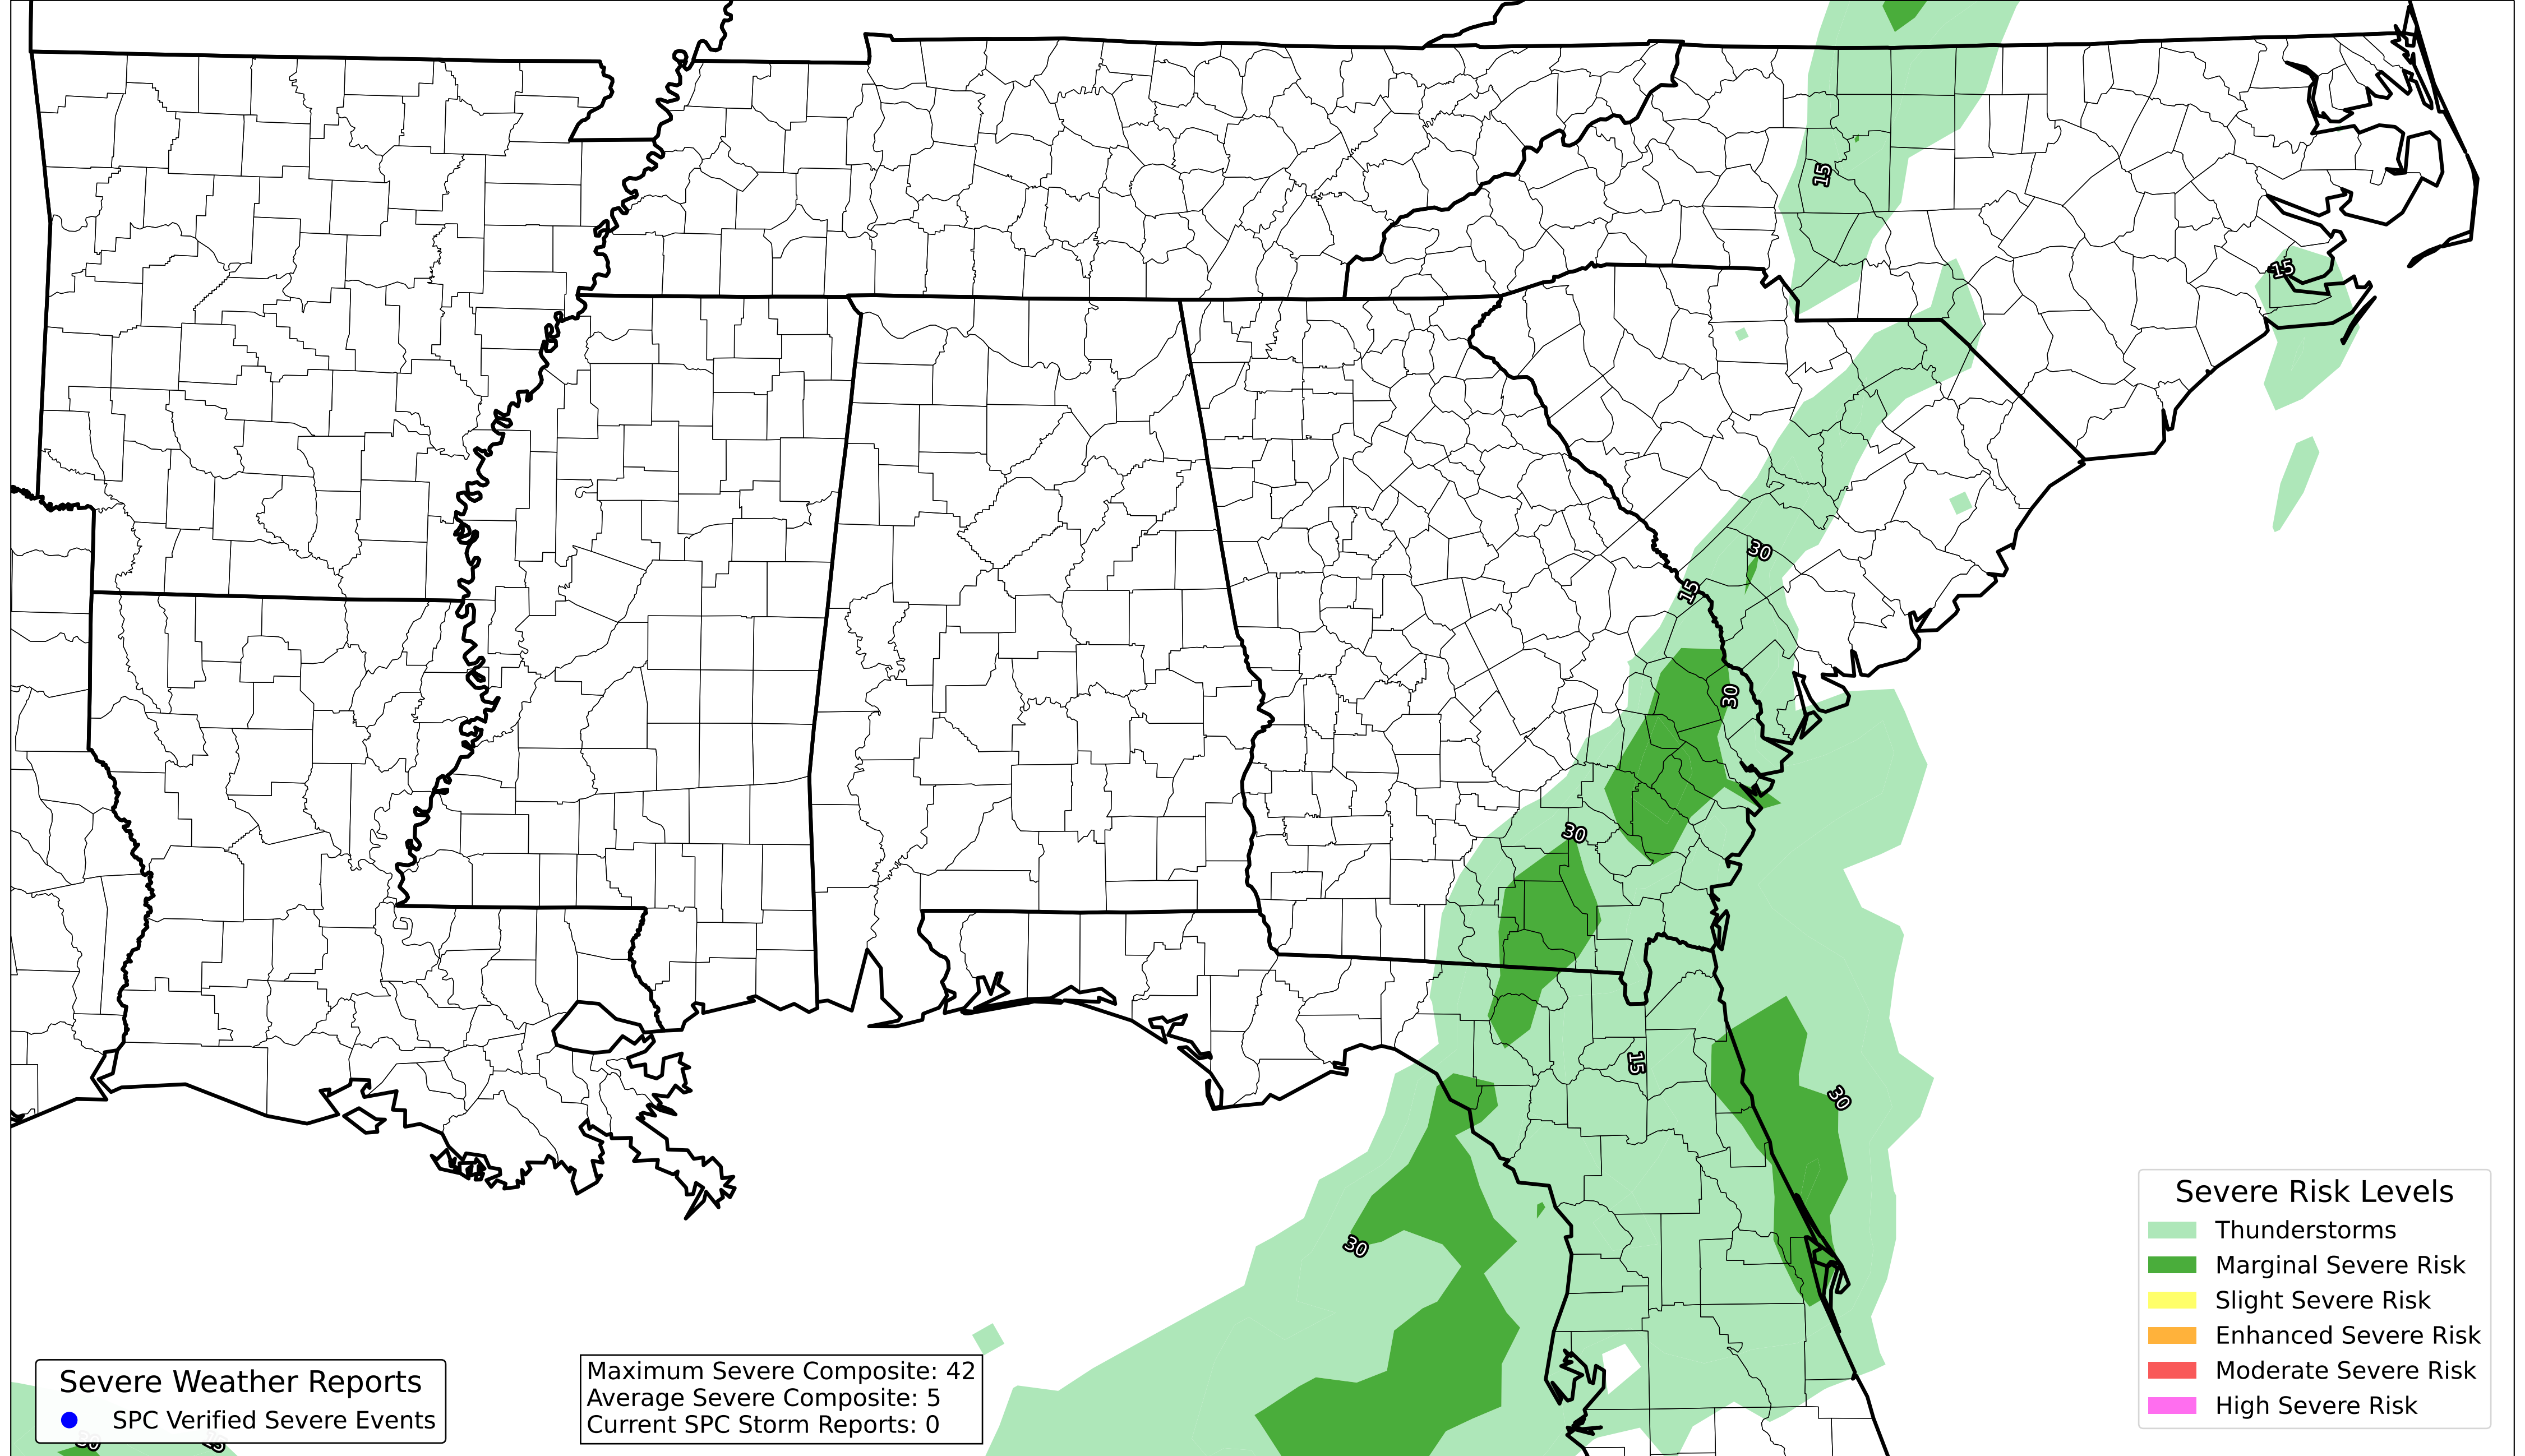 15
15
30
15
30
30
15
30
30
Severe Risk Levels
Thunderstorms
Marginal Severe Risk
Slight Severe Risk
Enhanced Severe Risk
Moderate Severe Risk
High Severe Risk
Severe Weather Reports
SPC Verified Severe Events
Maximum Severe Composite: 42
Average Severe Composite: 5
Current SPC Storm Reports: 0
30
15